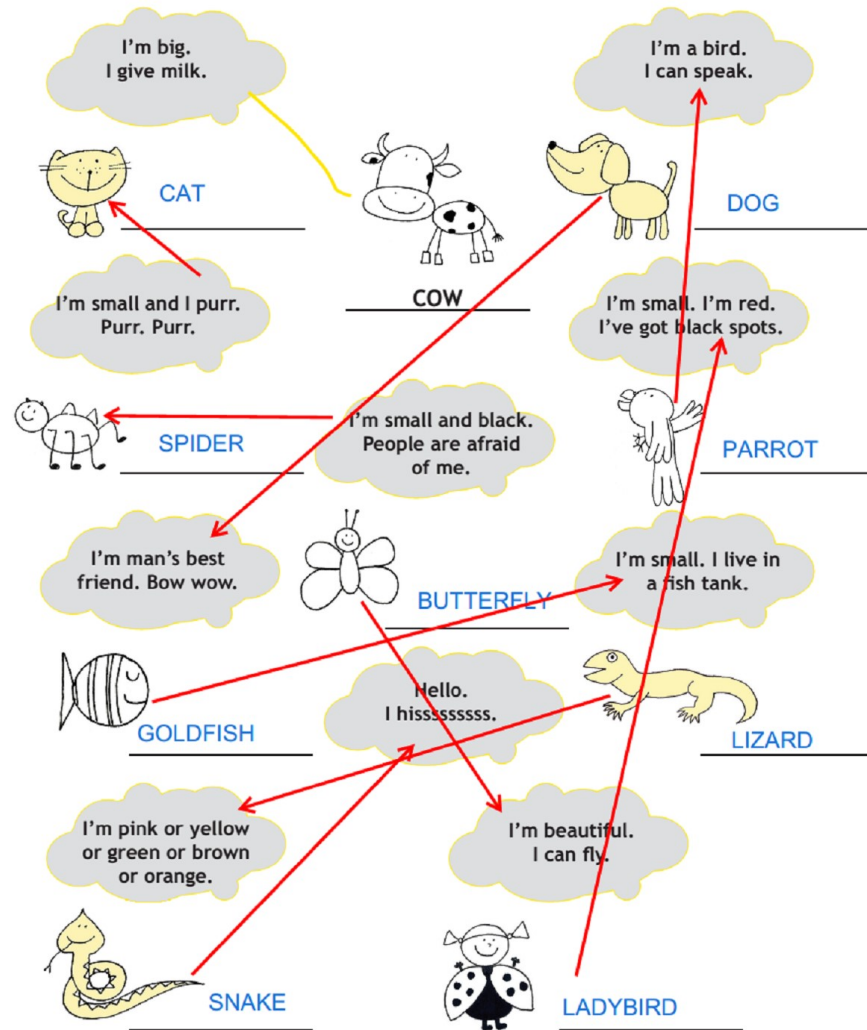 I'm big.
I give milk.
I'm a bird.
I can speak.
CAT
DOG
COW
I'm small and I purr.
Purr. Purr.
I'm small. I'm red.
I've got black spots.
I'm small and black.
People are afraid
of me.
SPIDER
PARROT
I'm man's best
friend. Bow wow.
I'm small. I live in
a fish tank.
BUTTERFLY
Hello.
I hisssssssss.
GOLDFISH
LIZARD
I'm pink or yellow
or green or brown
or orange.
I'm beautiful.
I can fly.
SNAKE
LADYBIRD